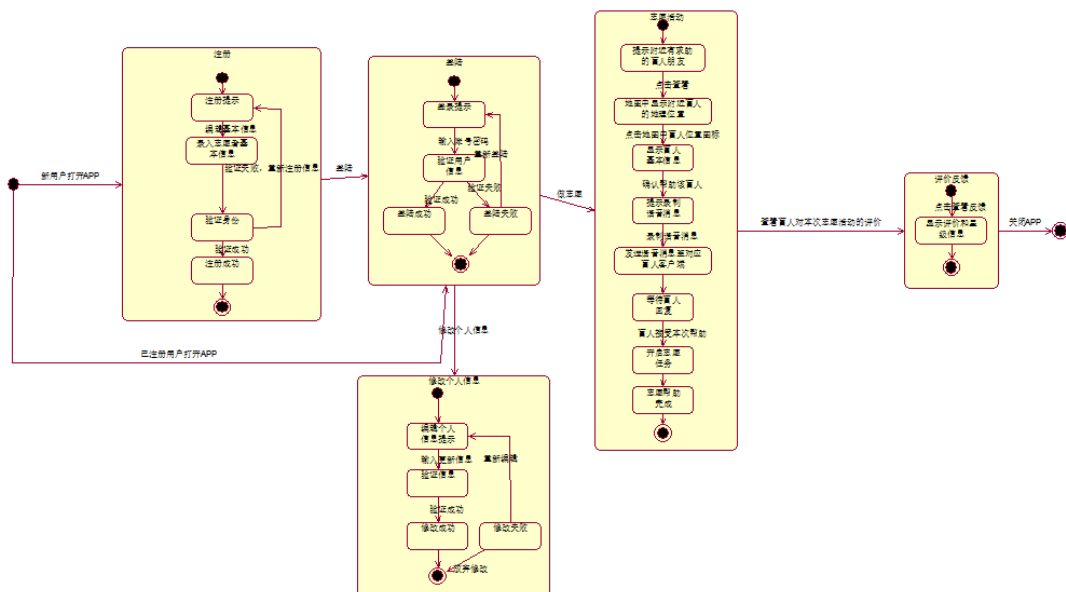 新用户打开APP
已注册用户打开APP
注册
注册提示
编辑基本信息
录入志愿者基
本信息
验证失败，重新注册信息
验证身份
验证成功
注册成功
登陆
登陆
登录提示
输入账号密码
重新登陆
验证用户
信息
验证成功
验证失败
登陆成功
登陆失败
修改个人信息
修改个人信息
编辑个人
信息提示
输入更新信息
重新编辑
验证信息
验证成功
修改成功
修改失败
放弃修改
做志愿
志愿活动
提示附近有求助
的盲人朋友
点击查看
地图中显示附近盲人
的地理位置
点击地图中盲人位置图标
显示盲人
基本信息
确认帮助该盲人
提示录制
语音消息
录制语音消息
发送语音消息至对应
盲人客户端
等待盲人
回复
盲人接受本次帮助
开启志愿
任务
志愿帮助
完成
查看盲人对本次志愿活动的评价
评价反馈
点击查看反馈
显示评价和星
级信息
关闭APP